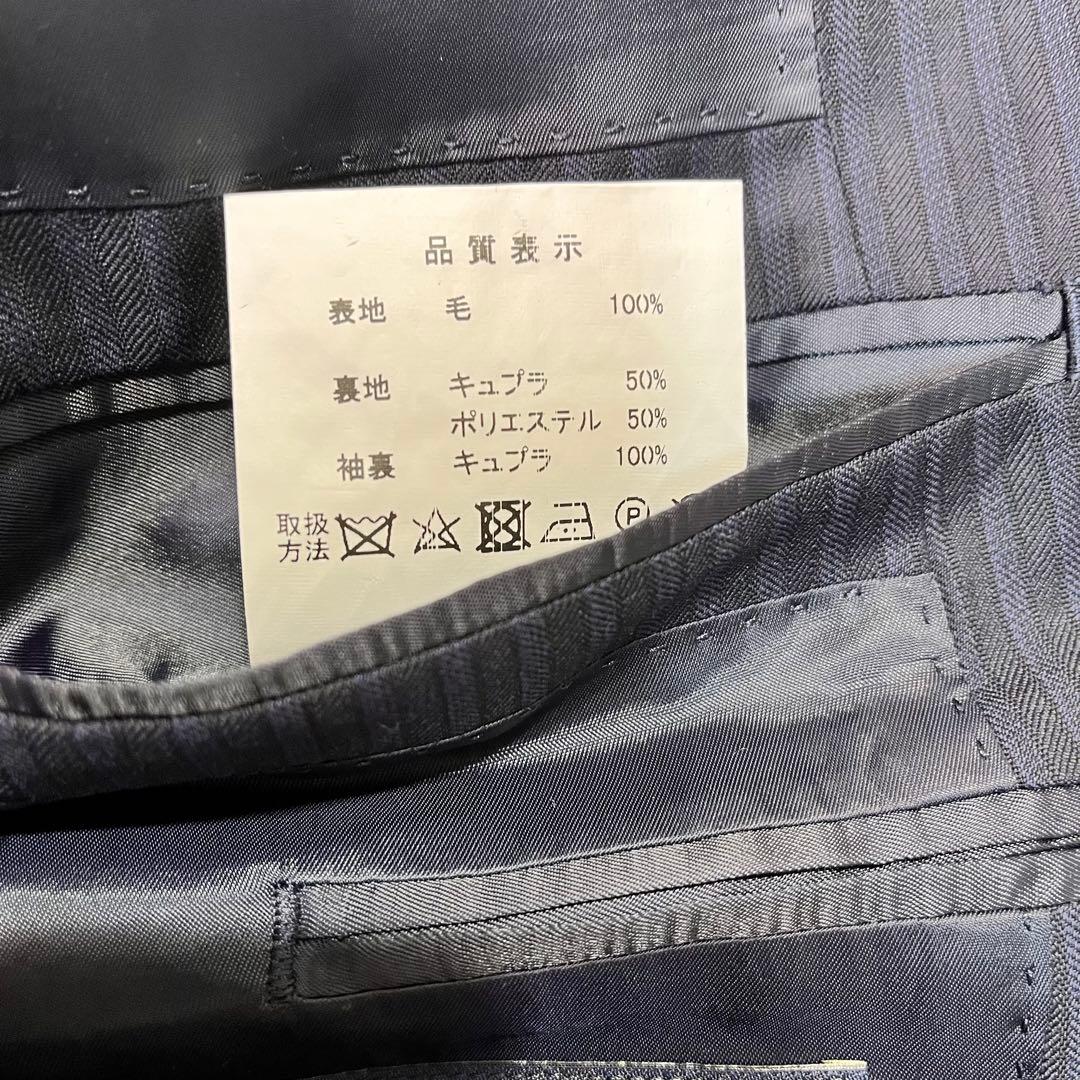 品質表示
表地 毛 100%
裏地 キュプラ 50%
ポリエステル 50%
袖裏 キュプラ 100%
取扱
方法
P